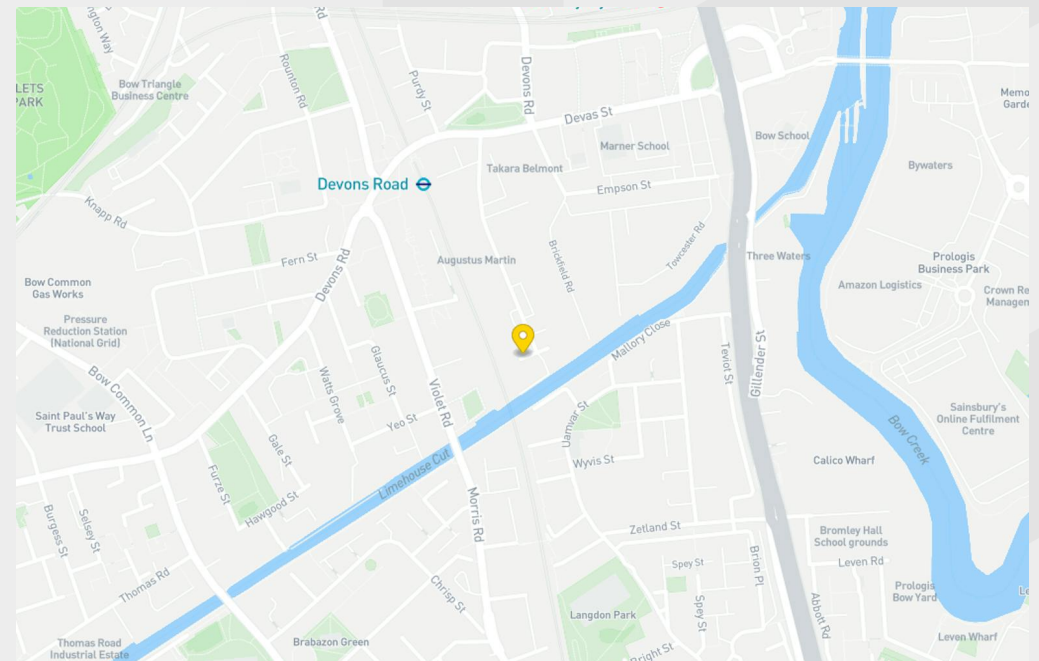 Rd
ngton Way
Bow Triangle
Business Centre
LETS
PARK
Rounton Rd
Purdy St
Devons Rd
Devas St
Marner School
Bow School
Memo
Garde
Bywaters
Takara Belmont
Devons Road
Empson St
Knapp Rd
Fern St
Devons Rd
Augustus Martin
Brickfield Rd
Towcester Rd
Three Waters
Prologis
Business Park
Amazon Logistics
Crown Re
Managem
Bow Common
Gas Works
Pressure
Reduction Station
(National Grid)
Mallory Close
Teviot St
Gillender St
Glaucus St
Watts Grove
Violet Rd
Yeo St
Bow Common Ln
Saint Paul's Way
Trust School
Uamvar St
Wyvis St
Sainsbury's
Online Fulfilment
Centre
Bow Creek
Calico Wharf
Gale St
Furze St
Hawgood St
Limehouse Cut
Morris Rd
Burgess St
Selsey St
Zetland St
Bromley Hall
School grounds
Leven Rd
Thomas Rd
Chrisp St
Spey St
Spey St
Brion Pl
Prologis
Bow Yard
Le
Langdon Park
Abbott Rd
Leven Wharf
Thomas Road
Industrial Estate
Brabazon Green
Bright St